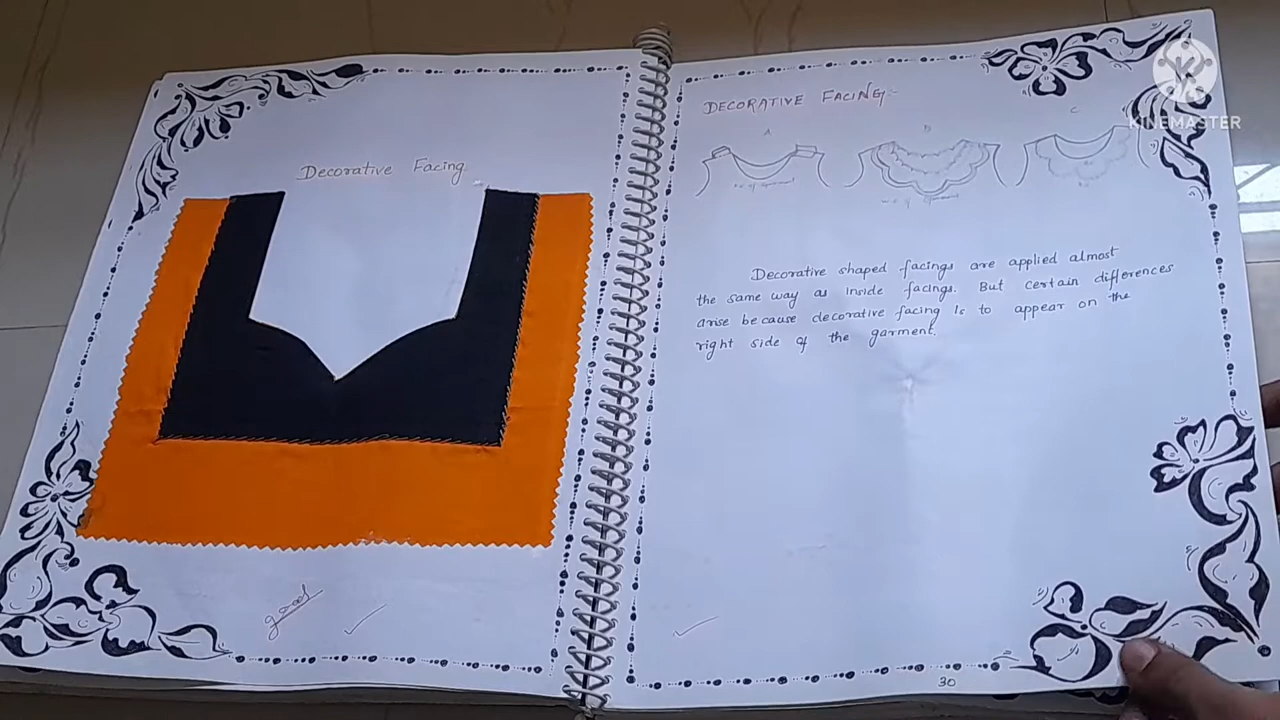 Decorative Facing
good
DECORATIVE FACING:-
A
B
C
Decorative shaped facings are applied almost
the same way as inside facings. But certain differences
arise because decorative facing is to appear on the
right side of the garment.
30
KINEMASTER